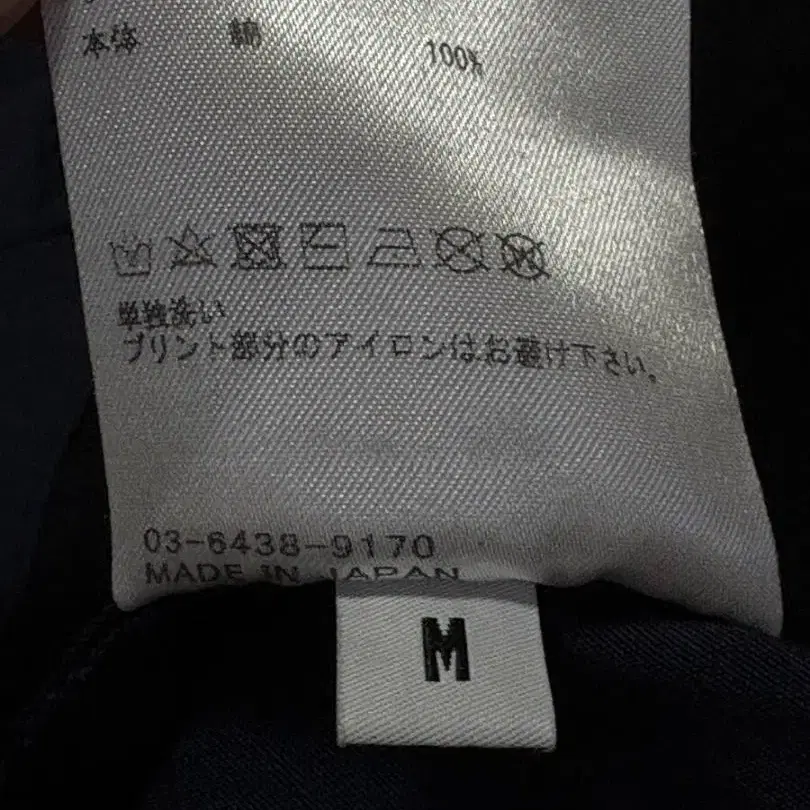 本体 綿 100%
単独洗い
プリント部分のアイロンはお避け下さい。
03-6438-9170
MADE IN JAPAN
M